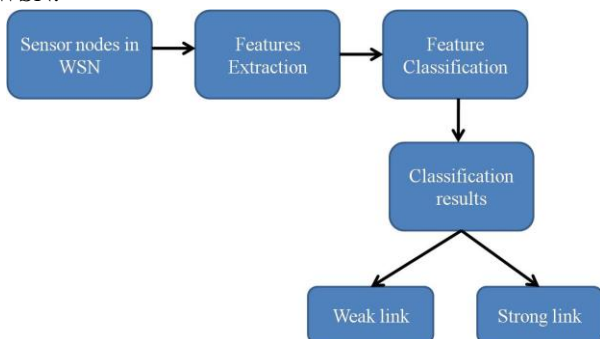 Sensor nodes in
WSN
Features
Extraction
Feature
Classification
Classification
results
Weak link
Strong link